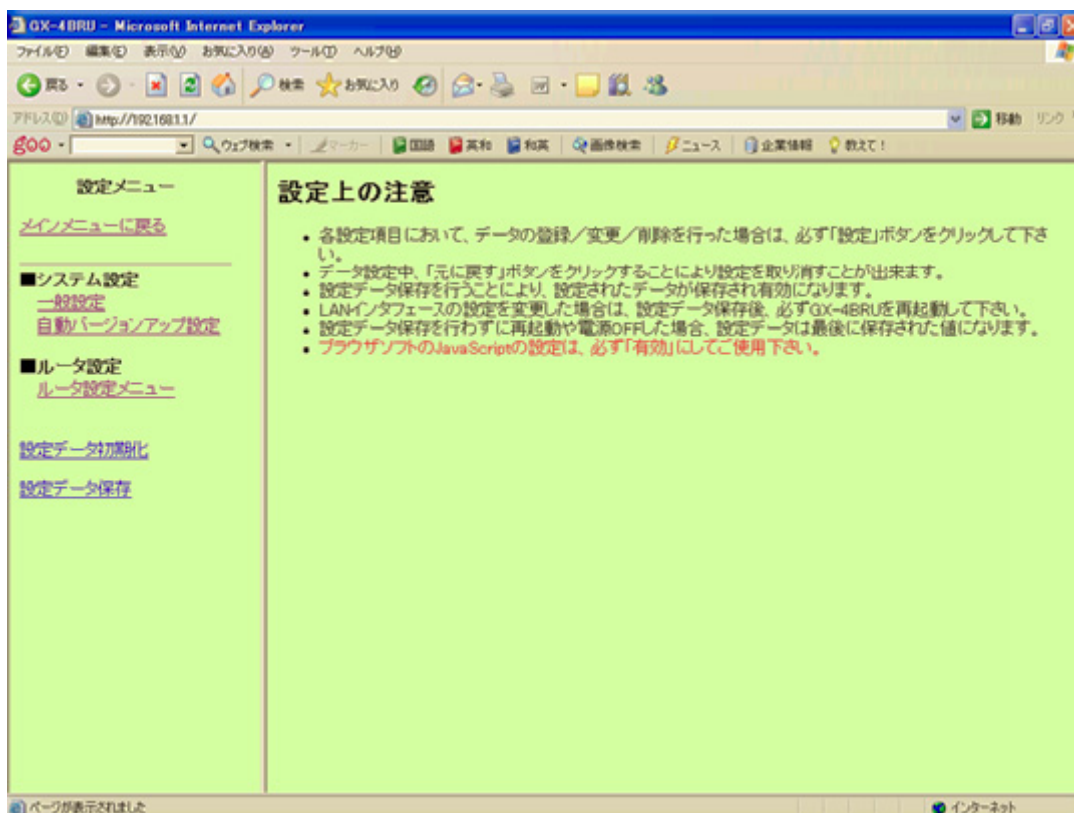 GX-4BRU - Microsoft Internet Explorer
ファイル(F) 編集(E) 表示(V) お気に入り(A) ツール(T) ヘルプ(H)
戻る 検索 お気に入り
アドレス(D) http://192.168.1.1/ 移動 リンク
goo ウェブ検索 マーカー 国語 英和 和英 画像検索 ニュース 企業情報 教えて!
設定メニュー
メインメニューに戻る
■システム設定
一般設定
自動バージョンアップ設定
■ルータ設定
ルータ設定メニュー
設定データ初期化
設定データ保存
設定上の注意
• 各設定項目において、データの登録/変更/削除を行った場合は、必ず「設定」ボタンをクリックして下さ
い。
• データ設定中、「元に戻す」ボタンをクリックすることにより設定を取り消すことが出来ます。
• 設定データ保存を行うことにより、設定されたデータが保存され有効になります。
• LANインタフェースの設定を変更した場合は、設定データ保存後、必ずGX-4BRUを再起動して下さい。
• 設定データ保存を行わずに再起動や電源OFFした場合、設定データは最後に保存された値になります。
• ブラウザソフトのJavaScriptの設定は、必ず「有効」にしてご使用下さい。
ページが表示されました インターネット